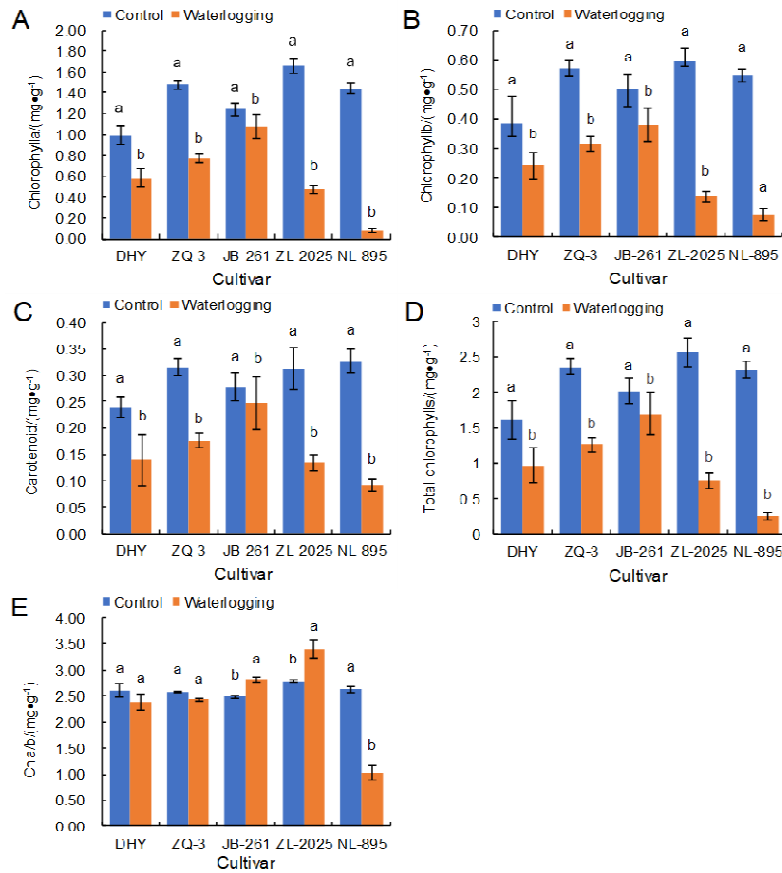 A
Control Waterlogging
2.00
1.80
1.60
1.40
1.20
1.00
0.80
0.60
0.40
0.20
0.00
Chlorophylla/(mg●g-1)
a
b
a
b
a
b
a
b
a
b
DHY ZQ 3 JB 261 ZL 2025 NL 895
Cultivar
B
Control Waterlogging
0.70
0.60
0.50
0.40
0.30
0.20
0.10
0.00
Chlorophyllb/(mg●g-1)
a
b
a
b
a
b
a
b
a
a
DHY ZQ-3 JB-261 ZL-2025 NL-895
Cultivar
C
Control Waterlogging
0.40
0.35
0.30
0.25
0.20
0.15
0.10
0.05
0.00
Carotenoid/(mg●g-1)
a
b
a
b
a
b
a
b
a
b
DHY ZQ 3 JB 261 ZL 2025 NL 895
Cultivar
D
Control Waterlogging
3
2.5
2
1.5
1
0.5
0
Total chlorophylls/(mg●g-1)
a
b
a
b
a
b
a
b
a
b
DHY ZQ-3 JB-261 ZL-2025 NL-895
Cultivar
E
Control Waterlogging
4.00
3.50
3.00
2.50
2.00
1.50
1.00
0.50
0.00
Chla/b/(mg●g-1)
a
a
a
a
b
a
b
a
a
b
DHY ZQ-3 JB-261 ZL-2025 NL-895
Cultivar